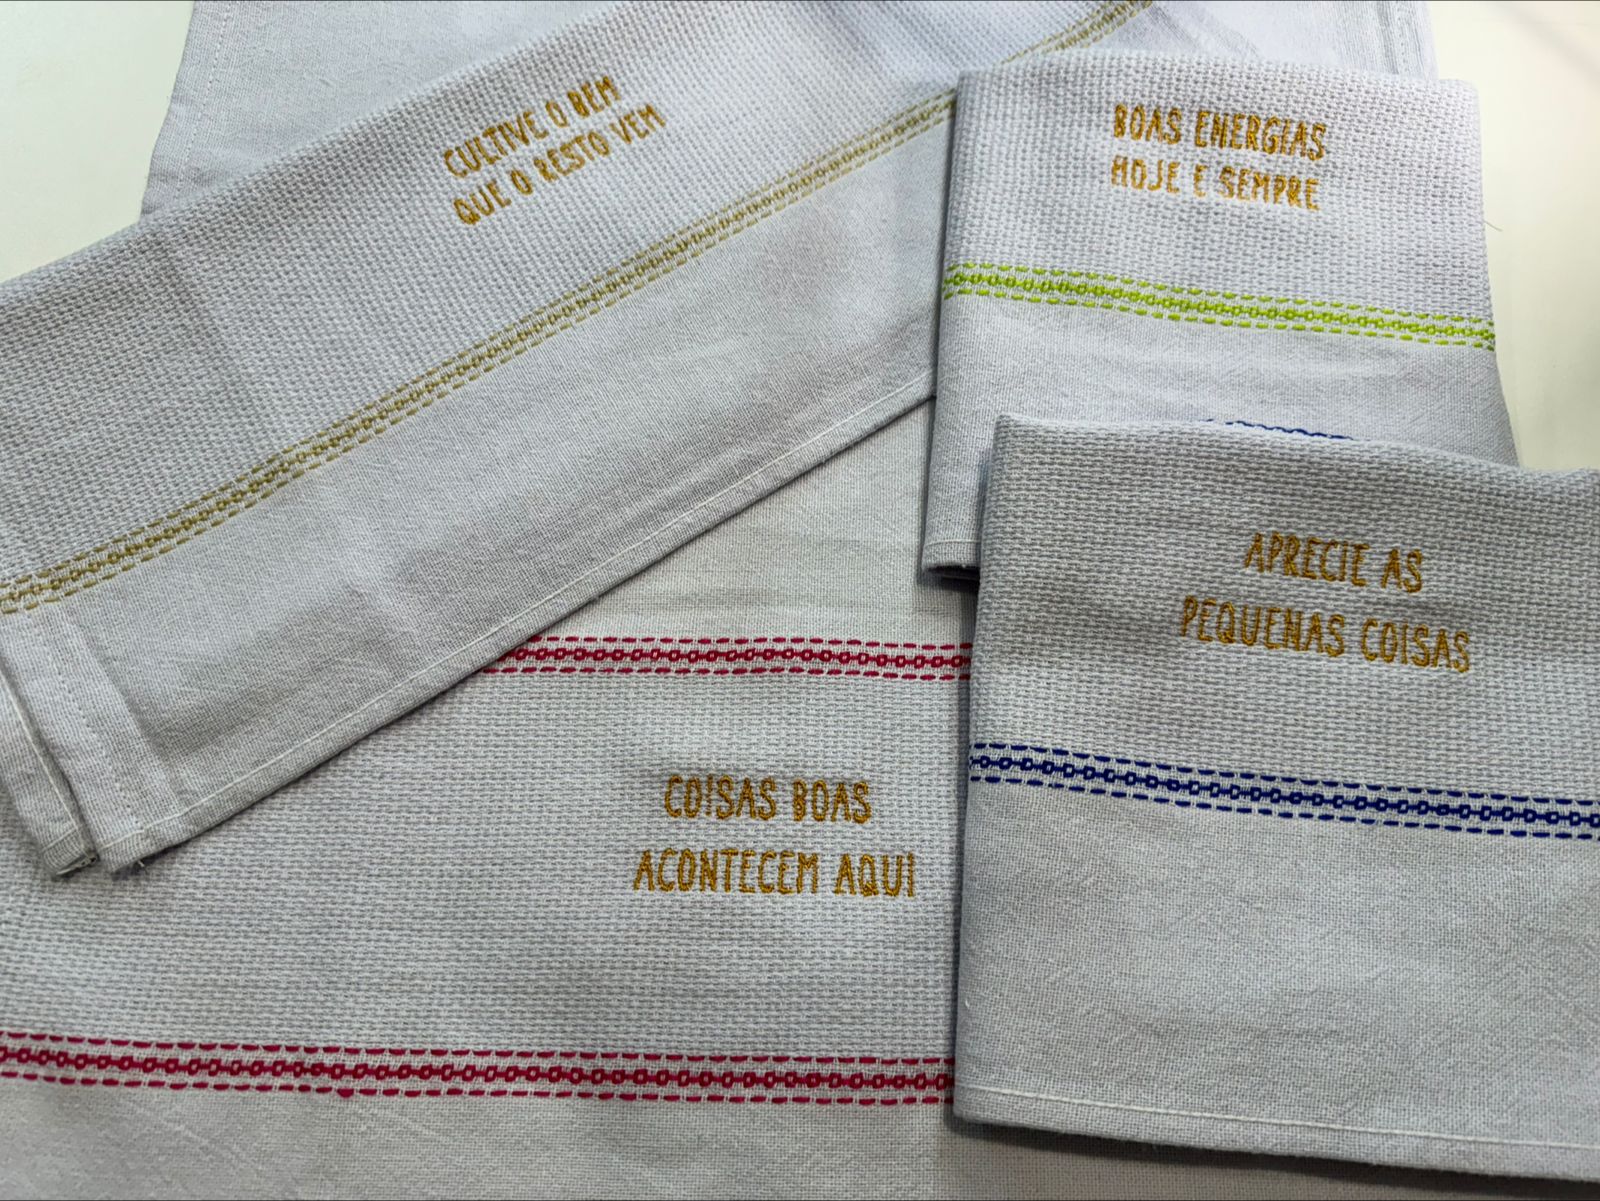 CULTIVE O BEM
QUE O RESTO VEM
BOAS ENERGIAS
HOJE E SEMPRE
APRECIE AS
PEQUENAS COISAS
COISAS BOAS
ACONTECEM AQUI